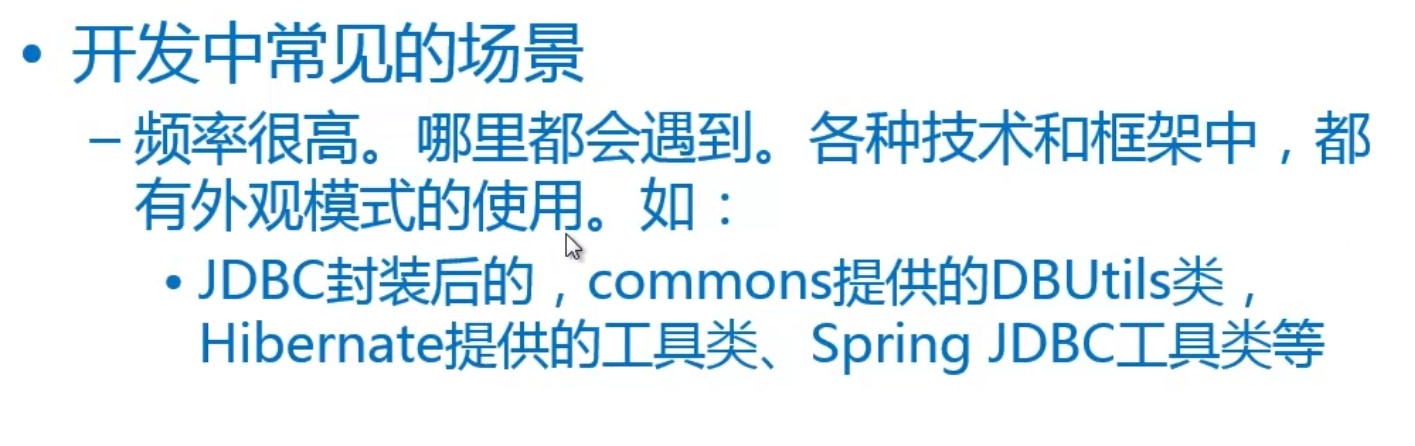 • 开发中常见的场景
– 频率很高。哪里都会遇到。各种技术和框架中，都
有外观模式的使用。如：
• JDBC封装后的，commons提供的DBUtils类，
Hibernate提供的工具类、Spring JDBC工具类等